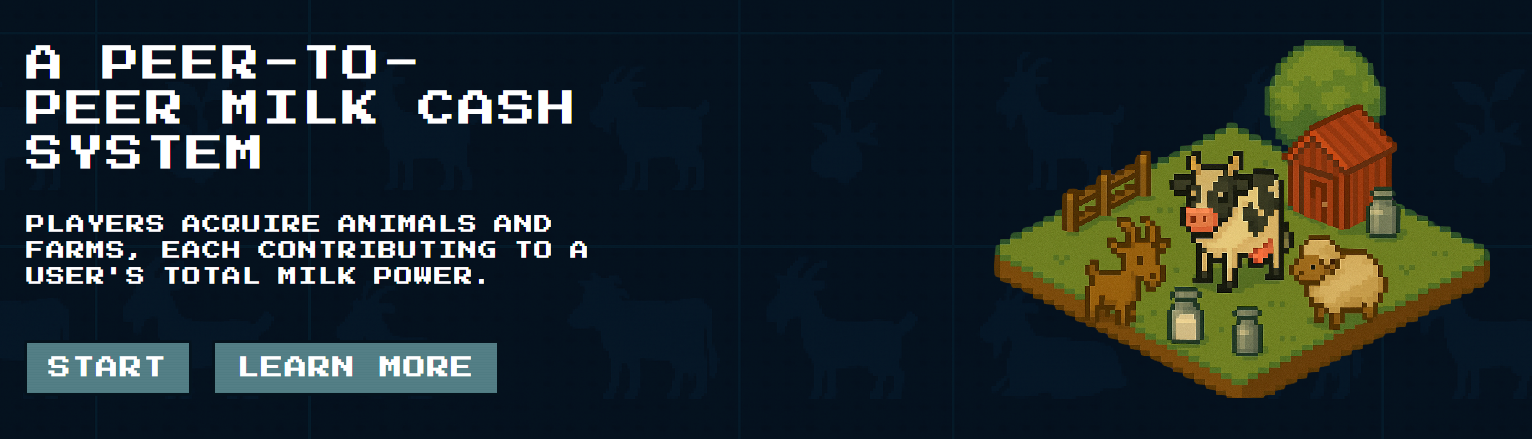 A PEER-TO-
PEER MILK CASH
SYSTEM
PLAYERS ACQUIRE ANIMALS AND
FARMS, EACH CONTRIBUTING TO A
USER'S TOTAL MILK POWER.
START
LEARN MORE